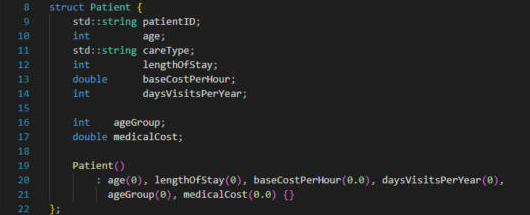 8 struct Patient {
9     std::string patientID;
10     int         age;
11     std::string careType;
12     int         lengthOfStay;
13     double      baseCostPerHour;
14     int         daysVisitsPerYear;
15
16     int    ageGroup;
17     double medicalCost;
18
19     Patient()
20         : age(0), lengthOfStay(0), baseCostPerHour(0.0), daysVisitsPerYear(0),
21           ageGroup(0), medicalCost(0.0) {}
22 };